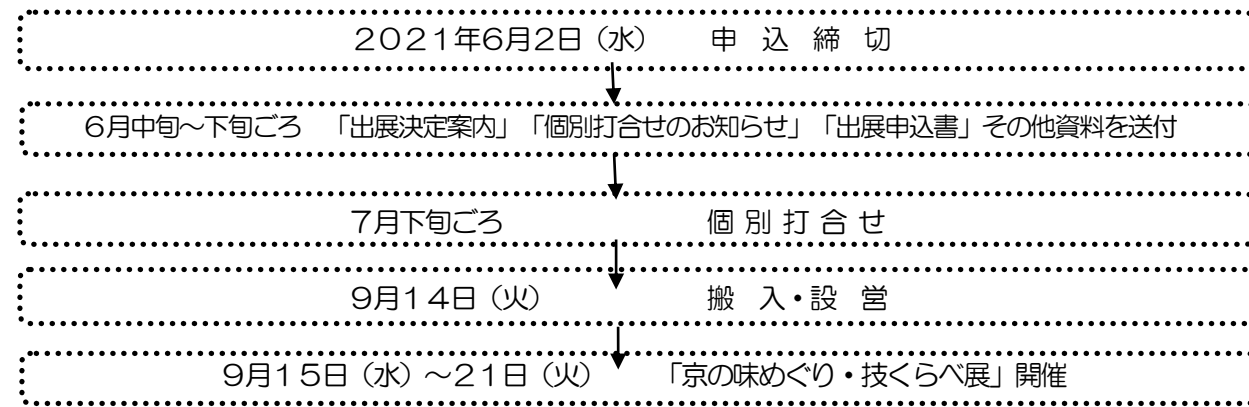 2021年6月2日（水）　申 込 締 切
6月中旬～下旬ごろ　「出展決定案内」「個別打合せのお知らせ」「出展申込書」その他資料を送付
7月下旬ごろ　個 別 打 合 せ
9月14日（火）　搬 入・設 営
9月15日（水）～21日（火）　「京の味めぐり・技くらべ展」開催